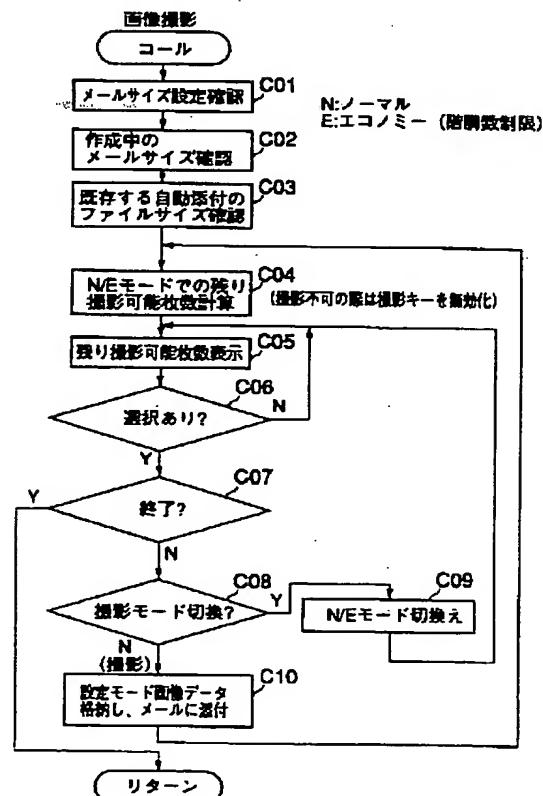 画像撮影
コール
メールサイズ設定確認
C01
N:ノーマル
E:エコノミー (階調数制限)
作成中の
メールサイズ確認
C02
既存する自動添付の
ファイルサイズ確認
C03
N/Eモードでの残り
撮影可能枚数計算
C04
(撮影不可の際は撮影キーを無効化)
残り撮影可能枚数表示
C05
選択あり?
C06
N
Y
終了?
C07
Y
N
撮影モード切換?
C08
Y
N/Eモード切換え
C09
N
(撮影)
設定モード画像データ
格納し、メールに添付
C10
リターン